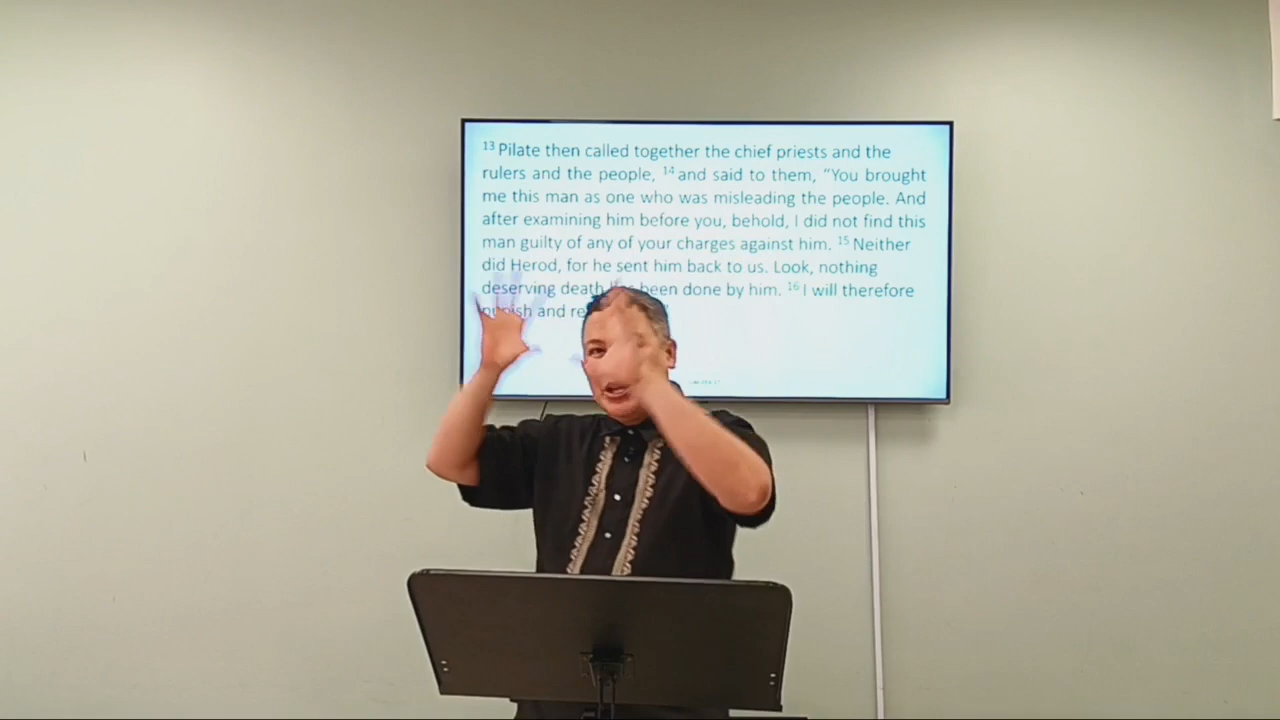 13 Pilate then called together the chief priests and the
rulers and the people, 14 and said to them, “You brought
me this man as one who was misleading the people. And
after examining him before you, behold, I did not find this
man guilty of any of your charges against him. 15 Neither
did Herod, for he sent him back to us. Look, nothing
deserving death been done by him. 16 I will therefore
punish and